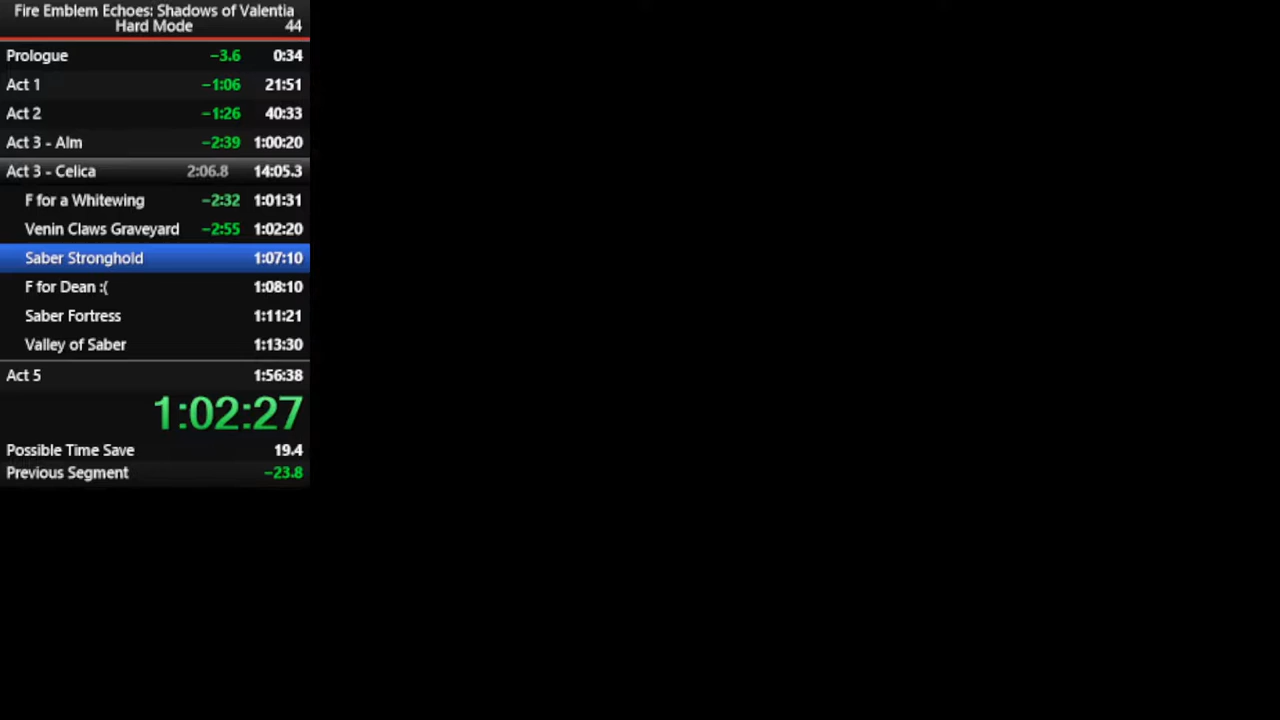 Fire Emblem Echoes: Shadows of Valentia
Hard Mode 44
Prologue −3.6 0:34
Act 1 −1:06 21:51
Act 2 −1:26 40:33
Act 3 - Alm −2:39 1:00:20
Act 3 - Celica 2:06.8 14:05.3
F for a Whitewing −2:32 1:01:31
Venin Claws Graveyard −2:55 1:02:20
Saber Stronghold 1:07:10
F for Dean :( 1:08:10
Saber Fortress 1:11:21
Valley of Saber 1:13:30
Act 5 1:56:38
1:02:27
Possible Time Save 19.4
Previous Segment −23.8